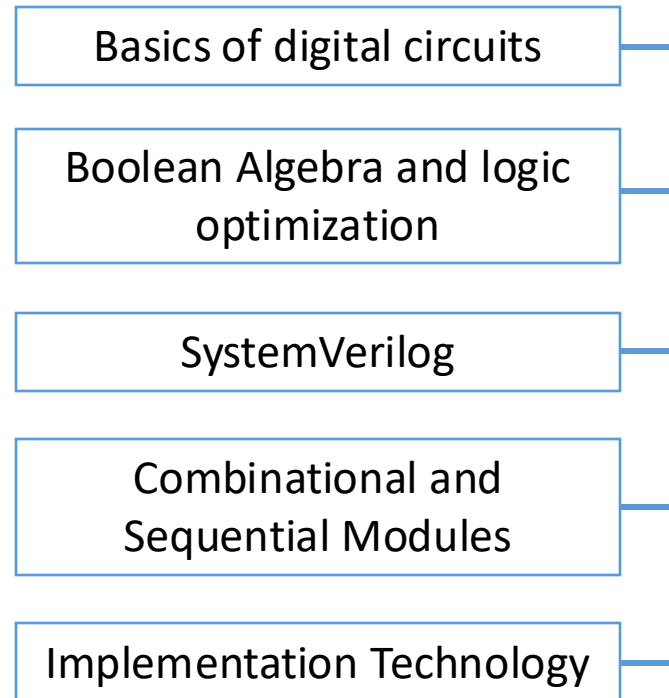 Basics of digital circuits
Boolean Algebra and logic
optimization
SystemVerilog
Combinational and
Sequential Modules
Implementation Technology